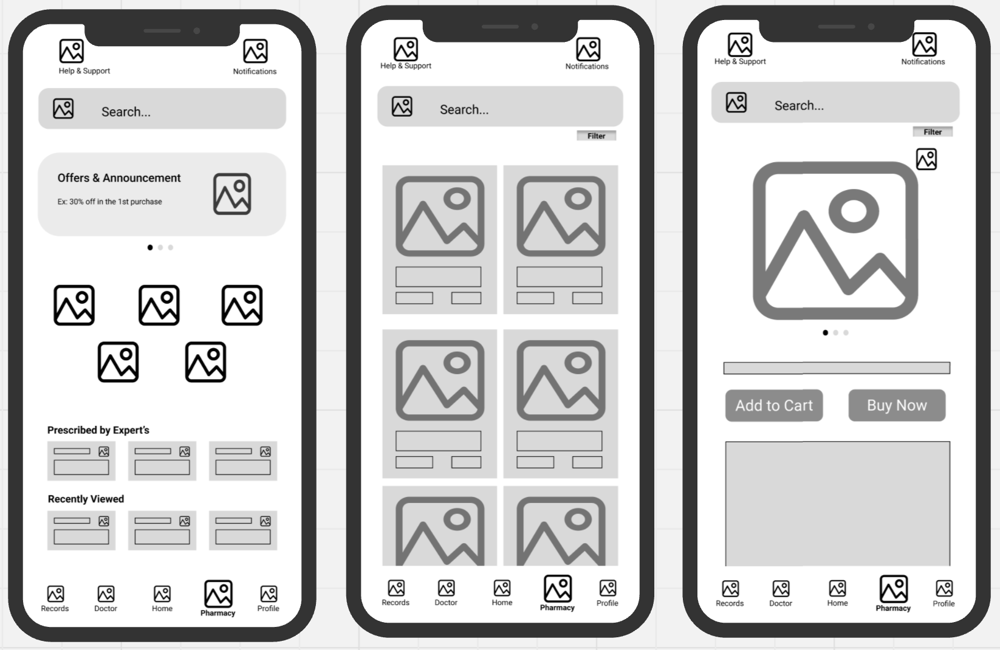 Help & Support
Notifications
Search...
Offers & Announcement
Ex: 30% off in the 1st purchase
Prescribed by Expert's
Recently Viewed
Records
Doctor
Home
Pharmacy
Profile
Help & Support
Notifications
Search...
Filter
Records
Doctor
Home
Pharmacy
Profile
Help & Support
Notifications
Search...
Filter
Add to Cart
Buy Now
Records
Doctor
Home
Pharmacy
Profile